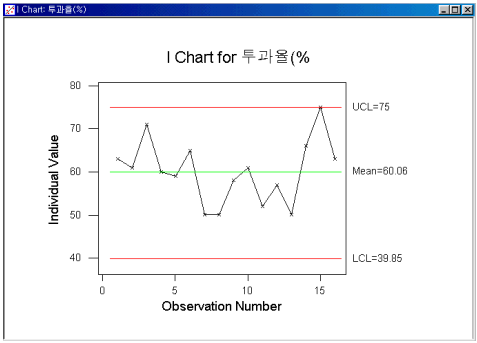 I Chart: 투과율(%)
I Chart for 투과율(%
80
70
60
50
40
Individual Value
UCL=75
Mean=60.06
LCL=39.85
0
5
10
15
Observation Number